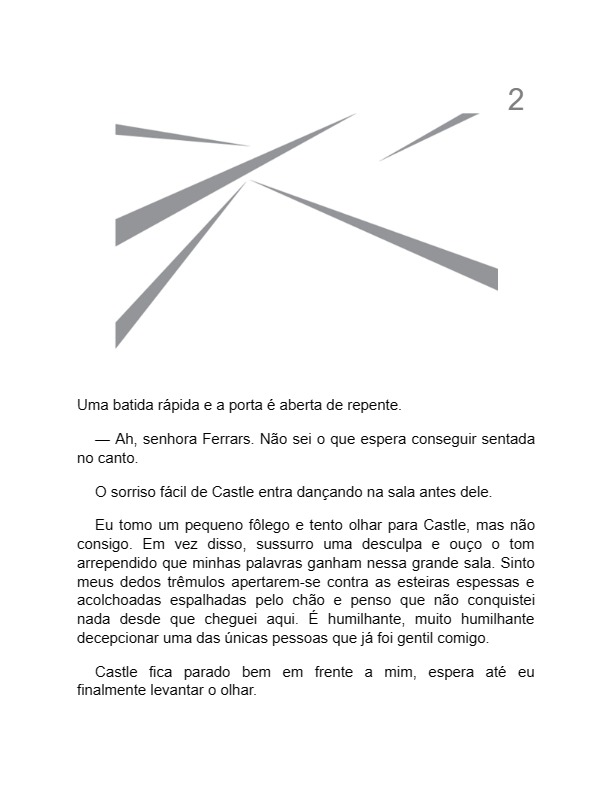 2
Uma batida rápida e a porta é aberta de repente.
— Ah, senhora Ferrars. Não sei o que espera conseguir sentada
no canto.
O sorriso fácil de Castle entra dançando na sala antes dele.
Eu tomo um pequeno fôlego e tento olhar para Castle, mas não
consigo. Em vez disso, sussurro uma desculpa e ouço o tom
arrependido que minhas palavras ganham nessa grande sala. Sinto
meus dedos trêmulos apertarem-se contra as esteiras espessas e
acolchoadas espalhadas pelo chão e penso que não conquistei
nada desde que cheguei aqui. É humilhante, muito humilhante
decepcionar uma das únicas pessoas que já foi gentil comigo.
Castle fica parado bem em frente a mim, espera até eu
finalmente levantar o olhar.